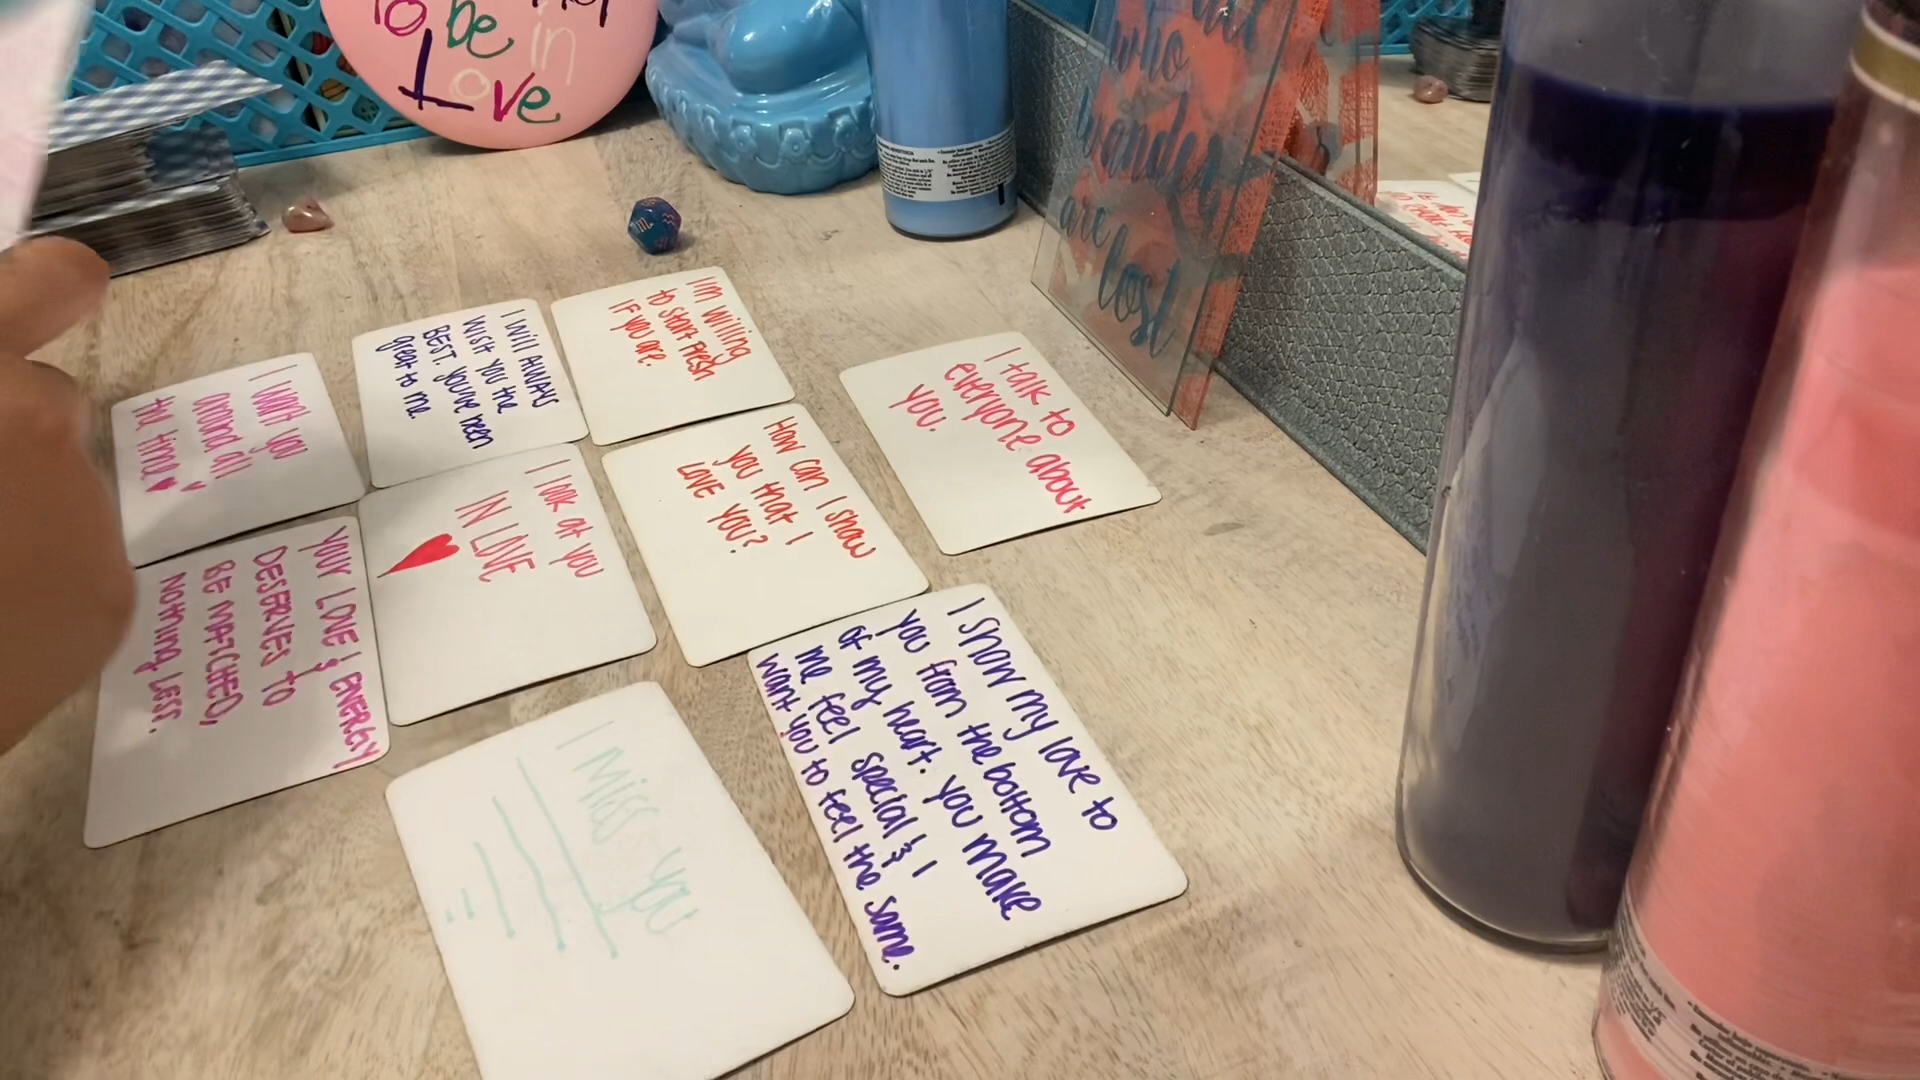 to be in
Love
who
wander
are
lost
I'm willing
to start Fresh
IF you are.
I will AlWAYS
WISH YOU the
BEST. YOU'VE been
great to me.
I want you
around all
the time
I talk to
everyone about
you.
How can I show
you that I
LOVE YOU?
I look at you
IN LOVE
YOUR LOVE & ENERGY
DESERVES TO
BE MATCHED,
NOTHING LESS.
I show my love to
you from the bottom
of my heart. You make
me feel special & I
want you to feel the same.
I Miss you